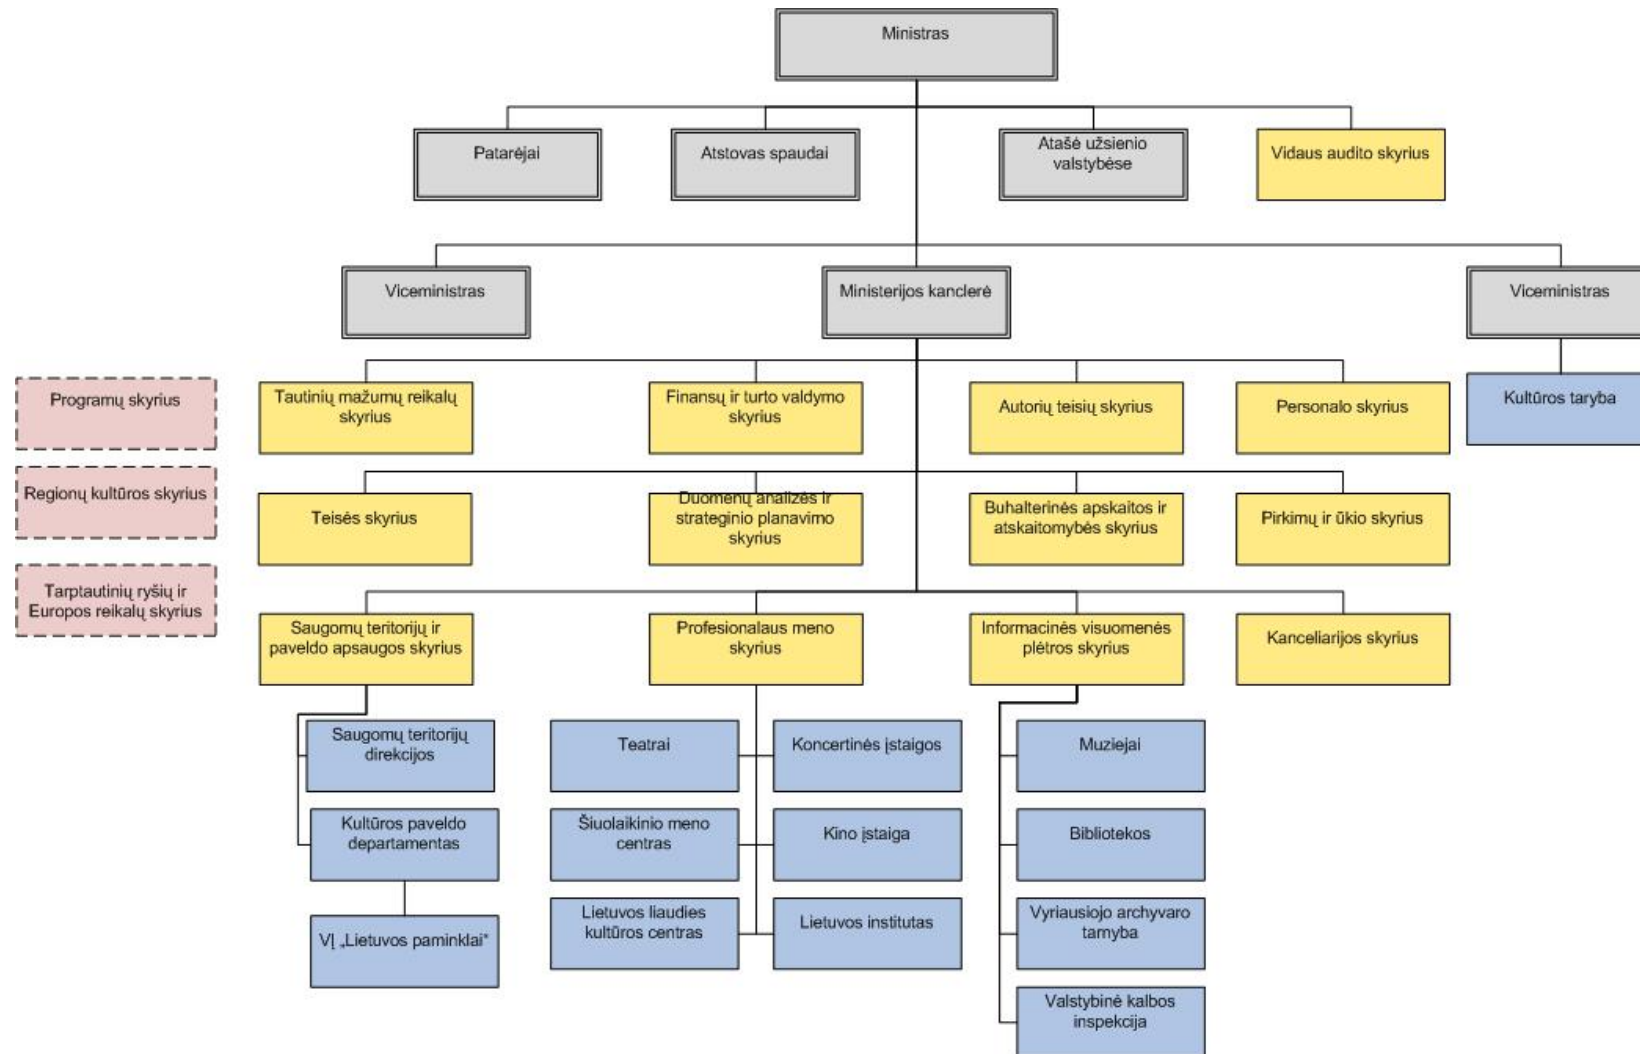 Ministras
Patarėjai
Atstovas spaudai
Atašė užsienio
valstybėse
Vidaus audito skyrius
Viceministras
Ministerijos kanclerė
Viceministras
Programų skyrius
Tautinių mažumų reikalų
skyrius
Finansų ir turto valdymo
skyrius
Autorių teisių skyrius
Personalo skyrius
Kultūros taryba
Regionų kultūros skyrius
Teisės skyrius
Duomenų analizės ir
strateginio planavimo
skyrius
Buhalterinės apskaitos ir
atskaitomybės skyrius
Pirkimų ir ūkio skyrius
Tarptautinių ryšių ir
Europos reikalų skyrius
Saugomų teritorijų ir
paveldo apsaugos skyrius
Profesionalaus meno
skyrius
Informacinės visuomenės
plėtros skyrius
Kanceliarijos skyrius
Saugomų teritorijų
direkcijos
Teatrai
Koncertinės įstaigos
Muziejai
Kultūros paveldo
departamentas
Šiuolaikinio meno
centras
Kino įstaiga
Bibliotekos
VĮ „Lietuvos paminklai“
Lietuvos liaudies
kultūros centras
Lietuvos institutas
Vyriausiojo archyvaro
tarnyba
Valstybinė kalbos
inspekcija